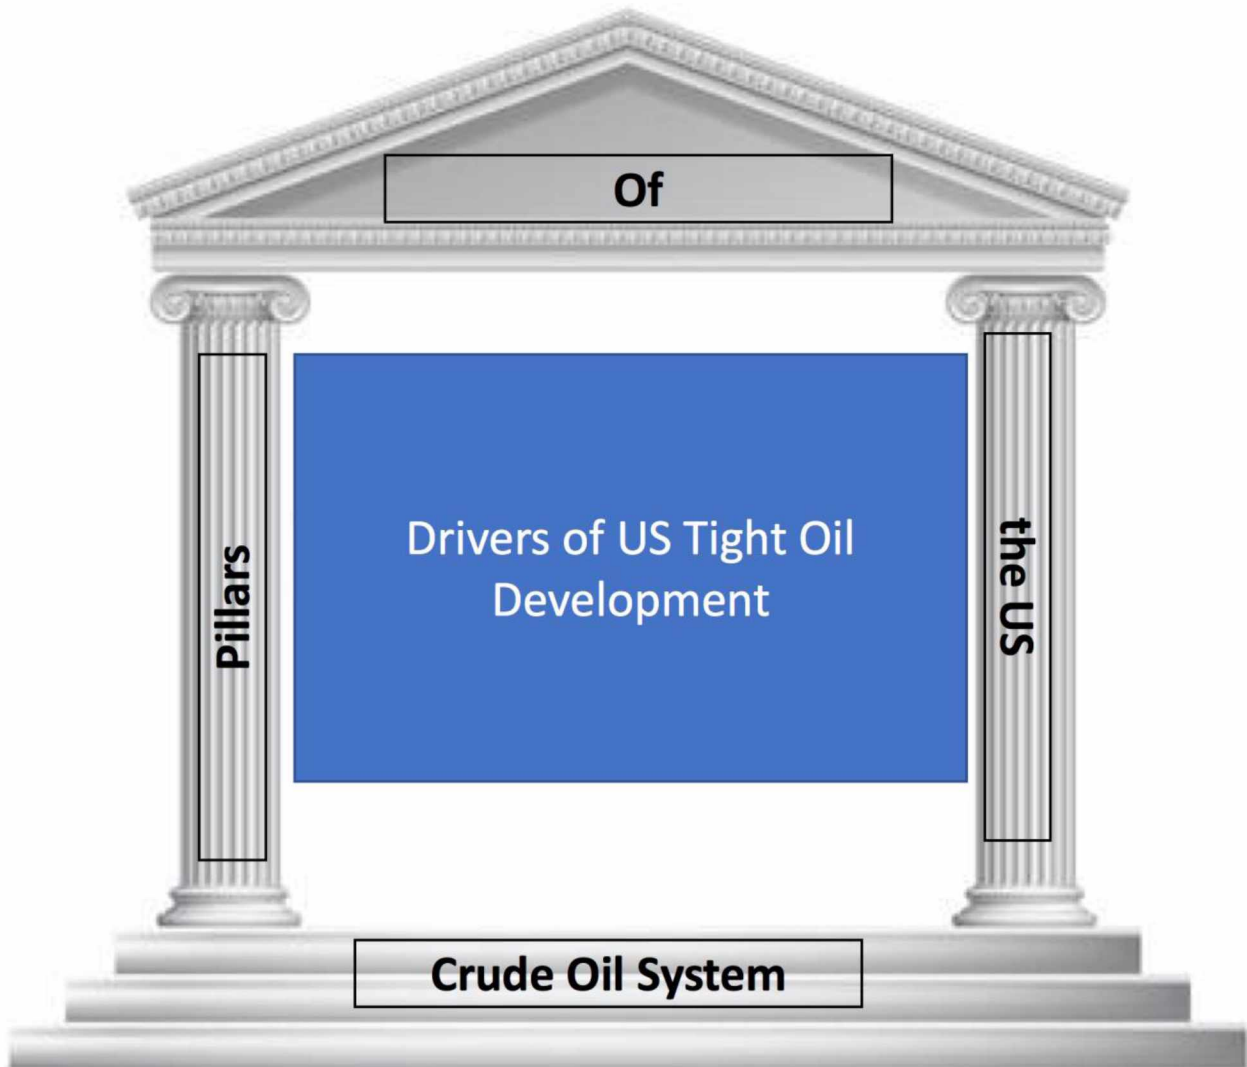 Pillars
Of
the US
Crude Oil System
Drivers of US Tight Oil
Development